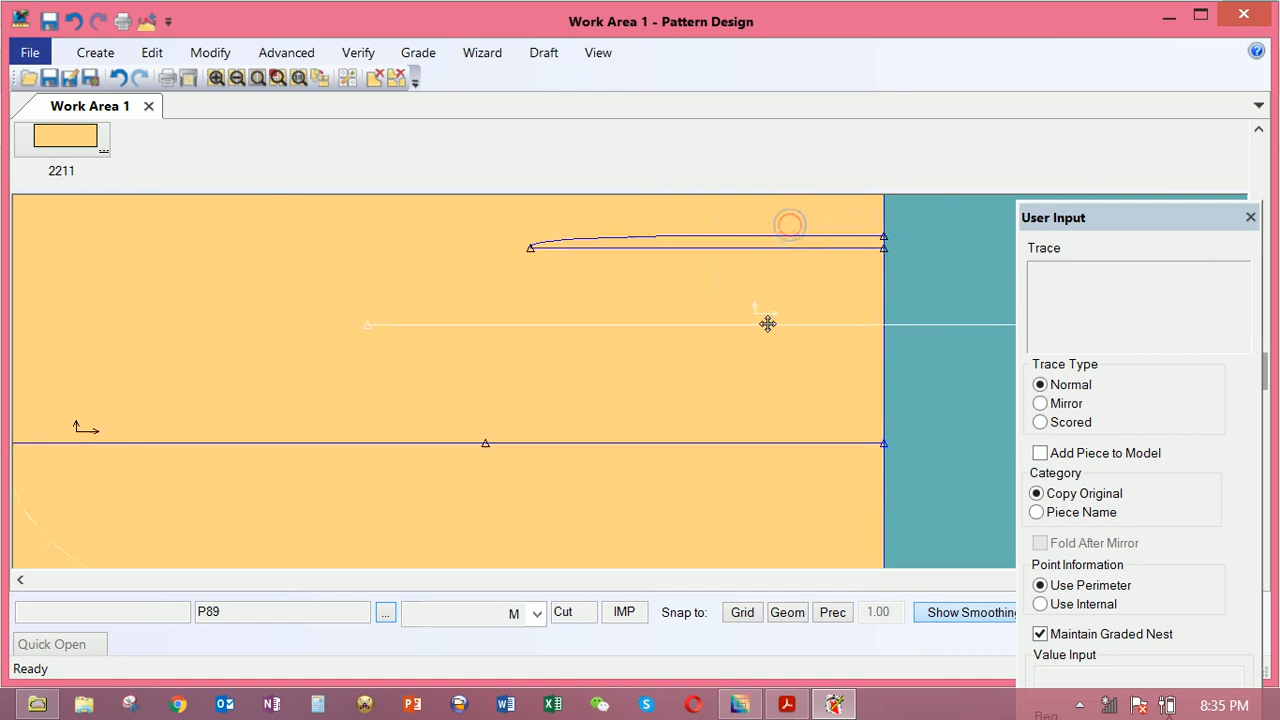 Work Area 1 - Pattern Design
File Create Edit Modify Advanced Verify Grade Wizard Draft View
Work Area 1
2211
User Input
Trace
Trace Type
Normal
Mirror
Scored
Add Piece to Model
Category
Copy Original
Piece Name
Fold After Mirror
Point Information
Use Perimeter
Use Internal
Maintain Graded Nest
Value Input
P89 ... M Cut IMP Snap to: Grid Geom Prec 1.00 Show Smoothing
Quick Open
Ready
8:35 PM